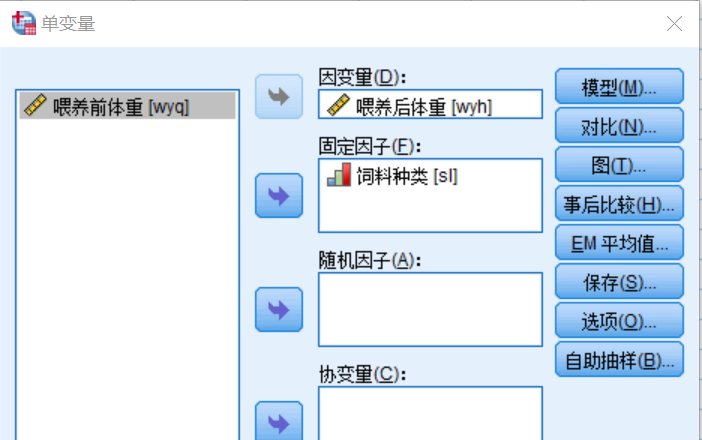 单变量
喂养前体重 [wyq]
因变量(D):
喂养后体重 [wyh]
固定因子(F):
饲料种类 [sl]
随机因子(A):
协变量(C):
模型(M)...
对比(N)...
图(T)...
事后比较(H)...
EM 平均值...
保存(S)...
选项(O)...
自助抽样(B)...